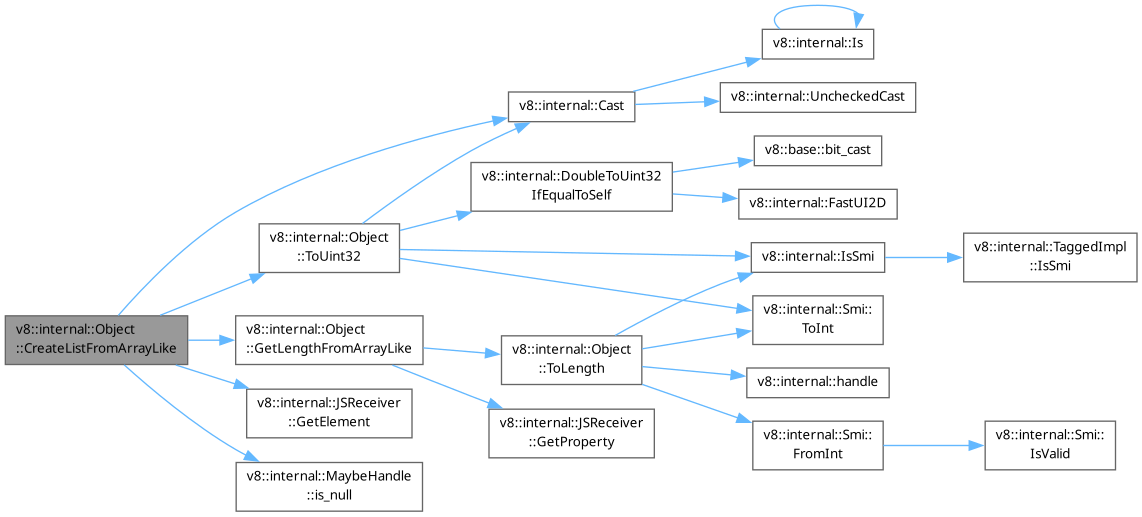 v8::internal::Is
v8::internal::Cast
v8::internal::UncheckedCast
v8::base::bit_cast
v8::internal::DoubleToUint32
IfEqualToSelf
v8::internal::FastUI2D
v8::internal::Object
::ToUint32
v8::internal::IsSmi
v8::internal::TaggedImpl
::IsSmi
v8::internal::Smi::
ToInt
v8::internal::Object
::CreateListFromArrayLike
v8::internal::Object
::GetLengthFromArrayLike
v8::internal::Object
::ToLength
v8::internal::handle
v8::internal::JSReceiver
::GetElement
v8::internal::JSReceiver
::GetProperty
v8::internal::Smi::
FromInt
v8::internal::Smi::
IsValid
v8::internal::MaybeHandle
::is_null